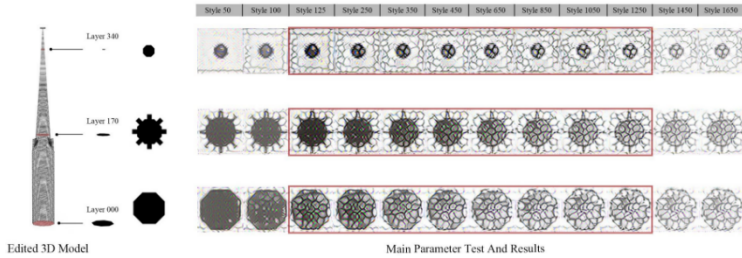 Style 50 Style 100 Style 125 Style 250 Style 350 Style 450 Style 650 Style 850 Style 1050 Style 1250 Style 1450 Style 1650
Layer 340
Layer 170
Layer 000
Edited 3D Model
Main Parameter Test And Results